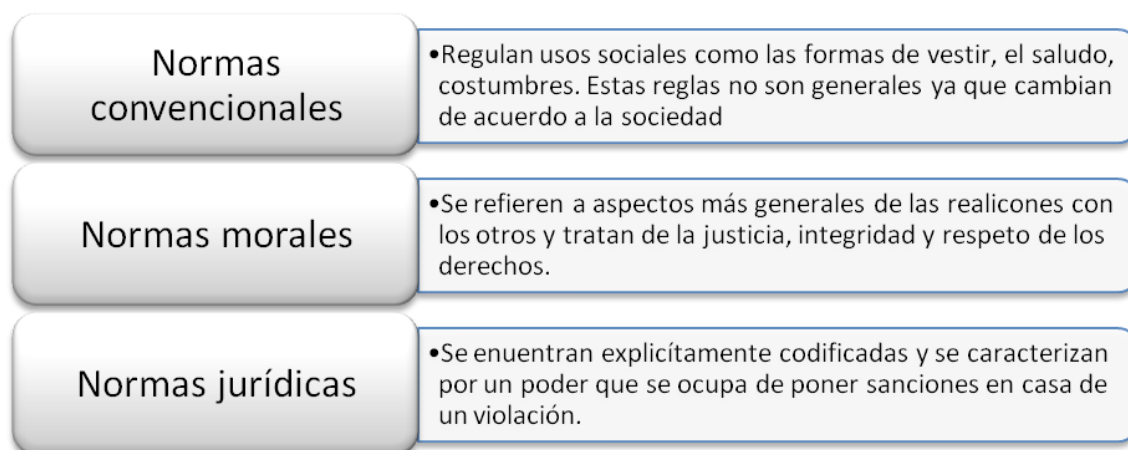 Normas
convencionales
•Regulan usos sociales como las formas de vestir, el saludo,
costumbres. Estas reglas no son generales ya que cambian
de acuerdo a la sociedad
Normas morales
•Se refieren a aspectos más generales de las realicones con
los otros y tratan de la justicia, integridad y respeto de los
derechos.
Normas jurídicas
•Se enuentran explicítamente codificadas y se caracterizan
por un poder que se ocupa de poner sanciones en casa de
un violación.